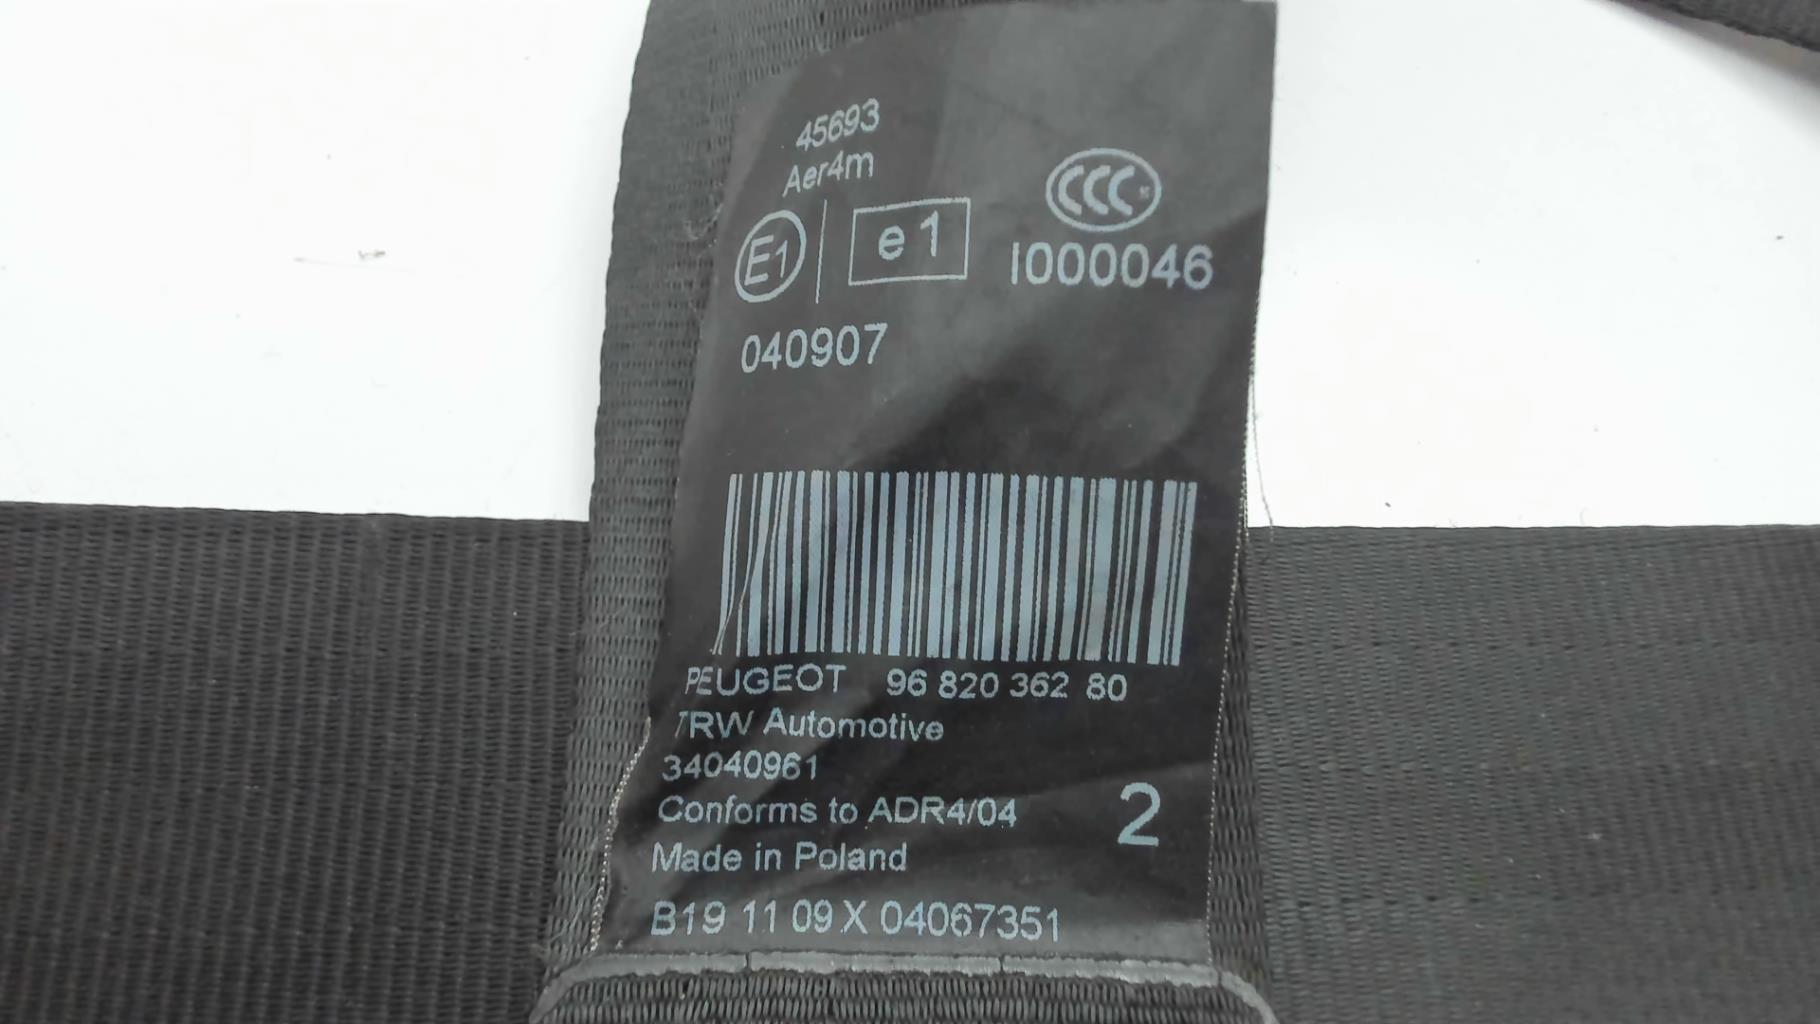 45693
Aer4m
E1 e1 CCC
I000046
040907
PEUGEOT 96 820 362 80
TRW Automotive
34040961
Conforms to ADR4/04
2
Made in Poland
B19 11 09 X 04067351